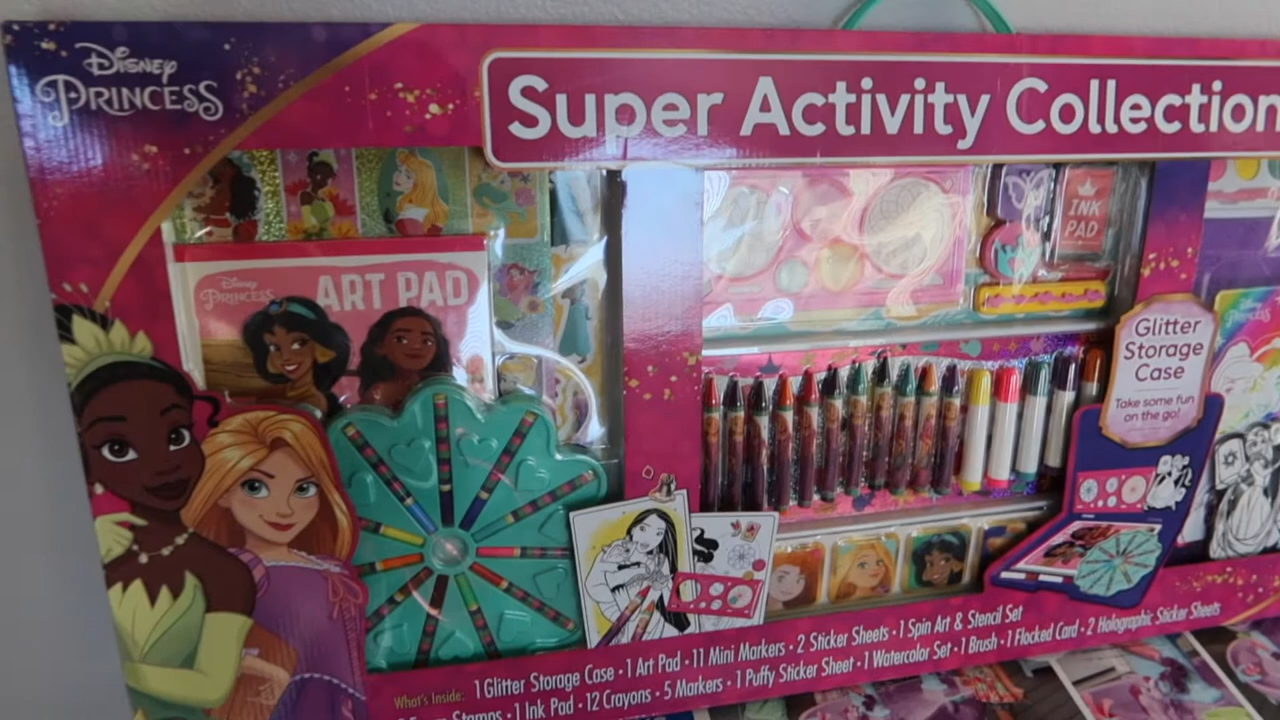 Disney
PRINCESS
Super Activity Collection
INK
PAD
Disney
PRINCESS
ART PAD
Glitter
Storage
Case
Take some fun
on the go!
What's Inside: 1 Glitter Storage Case • 1 Art Pad • 11 Mini Markers • 2 Sticker Sheets • 1 Spin Art & Stencil Set
Stamps • 1 Ink Pad • 12 Crayons • 5 Markers • 1 Puffy Sticker Sheet • 1 Watercolor Set • 1 Brush • 1 Flocked Card • 2 Holographic Sticker Sheets